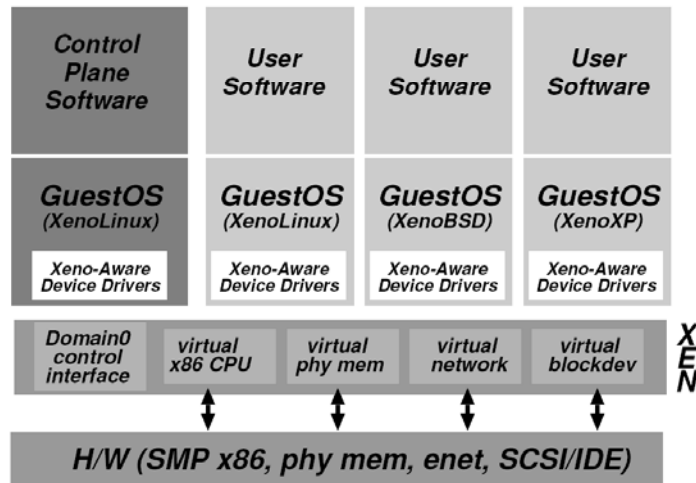 Control
Plane
Software
User
Software
User
Software
User
Software
GuestOS
(XenoLinux)
Xeno-Aware
Device Drivers
GuestOS
(XenoLinux)
Xeno-Aware
Device Drivers
GuestOS
(XenoBSD)
Xeno-Aware
Device Drivers
GuestOS
(XenoXP)
Xeno-Aware
Device Drivers
Domain0
control
interface
virtual
x86 CPU
virtual
phy mem
virtual
network
virtual
blockdev
X
E
N
H/W (SMP x86, phy mem, enet, SCSI/IDE)